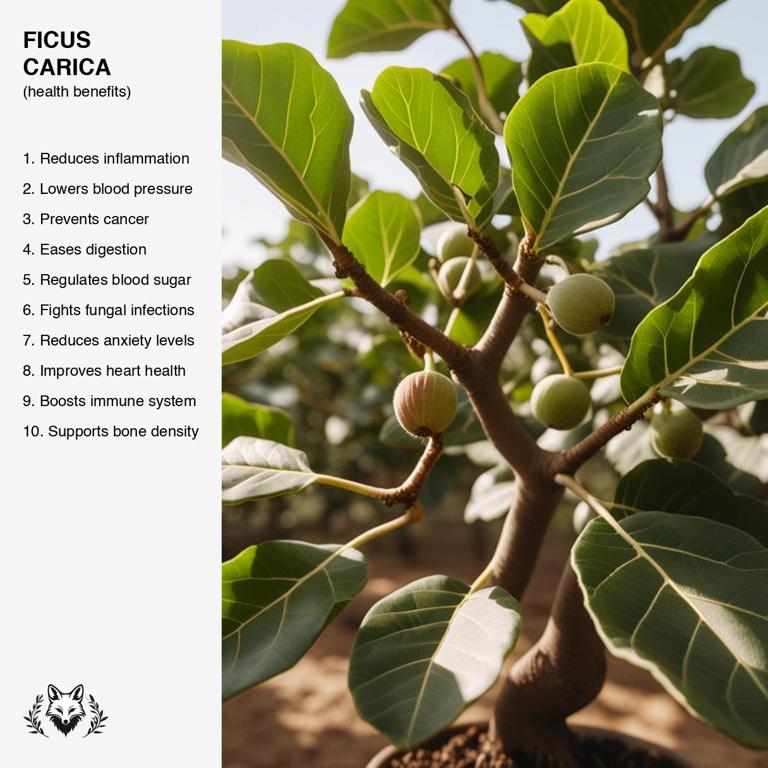 FICUS
CARICA
(health benefits)
1. Reduces inflammation
2. Lowers blood pressure
3. Prevents cancer
4. Eases digestion
5. Regulates blood sugar
6. Fights fungal infections
7. Reduces anxiety levels
8. Improves heart health
9. Boosts immune system
10. Supports bone density